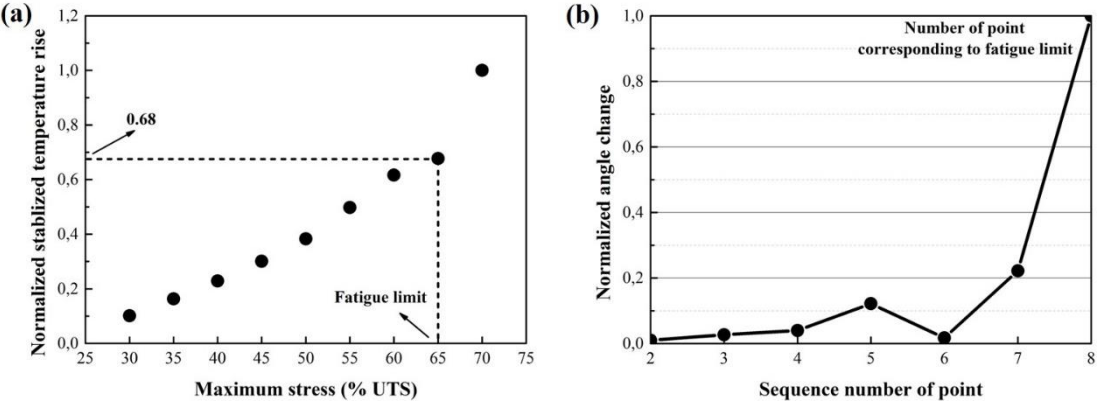 (a)
Normalized stablized temperature rise
1,2
1,0
0,8
0,6
0,4
0,2
0,0
0.68
Fatigue limit
25 30 35 40 45 50 55 60 65 70 75
Maximum stress (% UTS)
(b)
Normalized angle change
1,0
0,8
0,6
0,4
0,2
0,0
Number of point
corresponding to fatigue limit
2 3 4 5 6 7 8
Sequence number of point